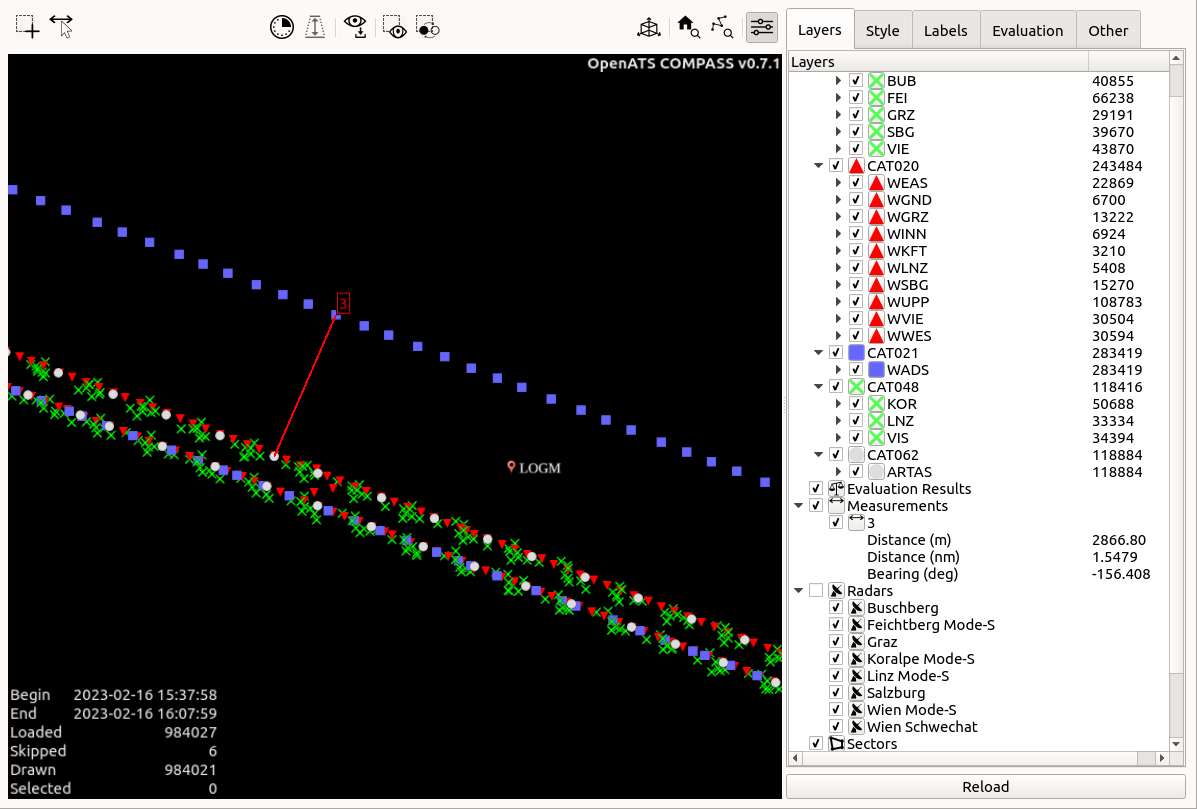 Layers Style Labels Evaluation Other
OpenATS COMPASS v0.7.1
3
LOGM
Begin 2023-02-16 15:37:58
End 2023-02-16 16:07:59
Loaded 984027
Skipped 6
Drawn 984021
Selected 0
Layers
BUB 40855
FEI 66238
GRZ 29191
SBG 39670
VIE 43870
CAT020 243484
WEAS 22869
WGND 6700
WGRZ 13222
WINN 6924
WKFT 3210
WLNZ 5408
WSBG 15270
WUPP 108783
WVIE 30504
WWES 30594
CAT021 283419
WADS 283419
CAT048 118416
KOR 50688
LNZ 33334
VIS 34394
CAT062 118884
ARTAS 118884
Evaluation Results
Measurements
3
Distance (m) 2866.80
Distance (nm) 1.5479
Bearing (deg) -156.408
Radars
Buschberg
Feichtberg Mode-S
Graz
Koralpe Mode-S
Linz Mode-S
Salzburg
Wien Mode-S
Wien Schwechat
Sectors
Reload